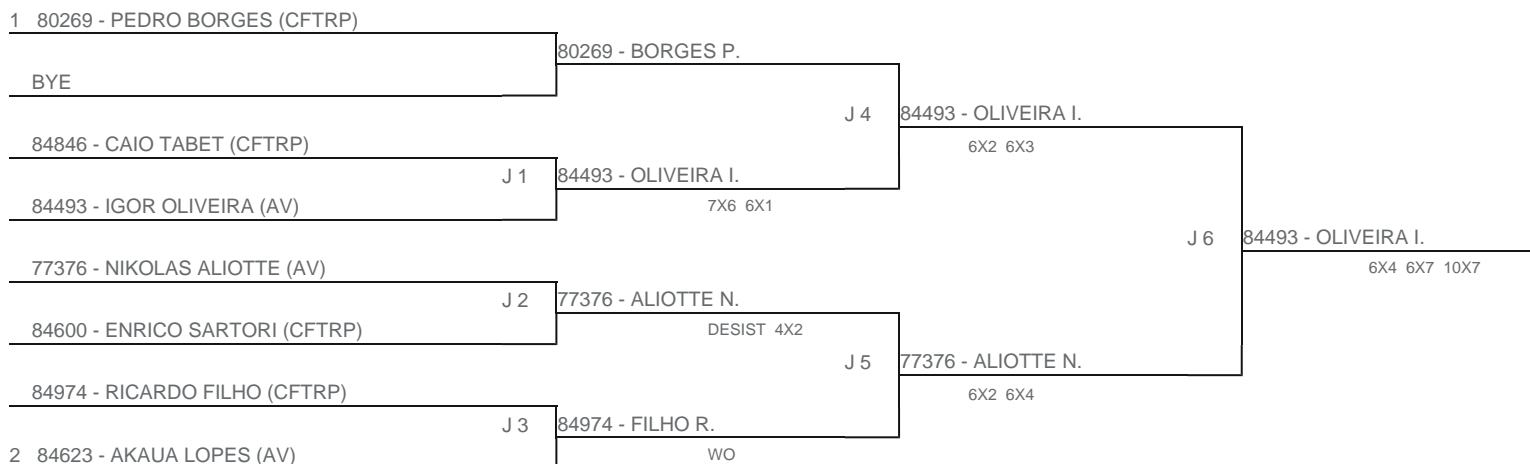 1 80269 - PEDRO BORGES (CFTRP)
80269 - BORGES P.
BYE
J 4 84493 - OLIVEIRA I.
84846 - CAIO TABET (CFTRP)
6X2 6X3
J 1 84493 - OLIVEIRA I.
84493 - IGOR OLIVEIRA (AV)
7X6 6X1
J 6 84493 - OLIVEIRA I.
77376 - NIKOLAS ALIOTTE (AV)
6X4 6X7 10X7
J 2 77376 - ALIOTTE N.
84600 - ENRICO SARTORI (CFTRP)
DESIST 4X2
J 5 77376 - ALIOTTE N.
84974 - RICARDO FILHO (CFTRP)
6X2 6X4
J 3 84974 - FILHO R.
2 84623 - AKAUA LOPES (AV)
WO